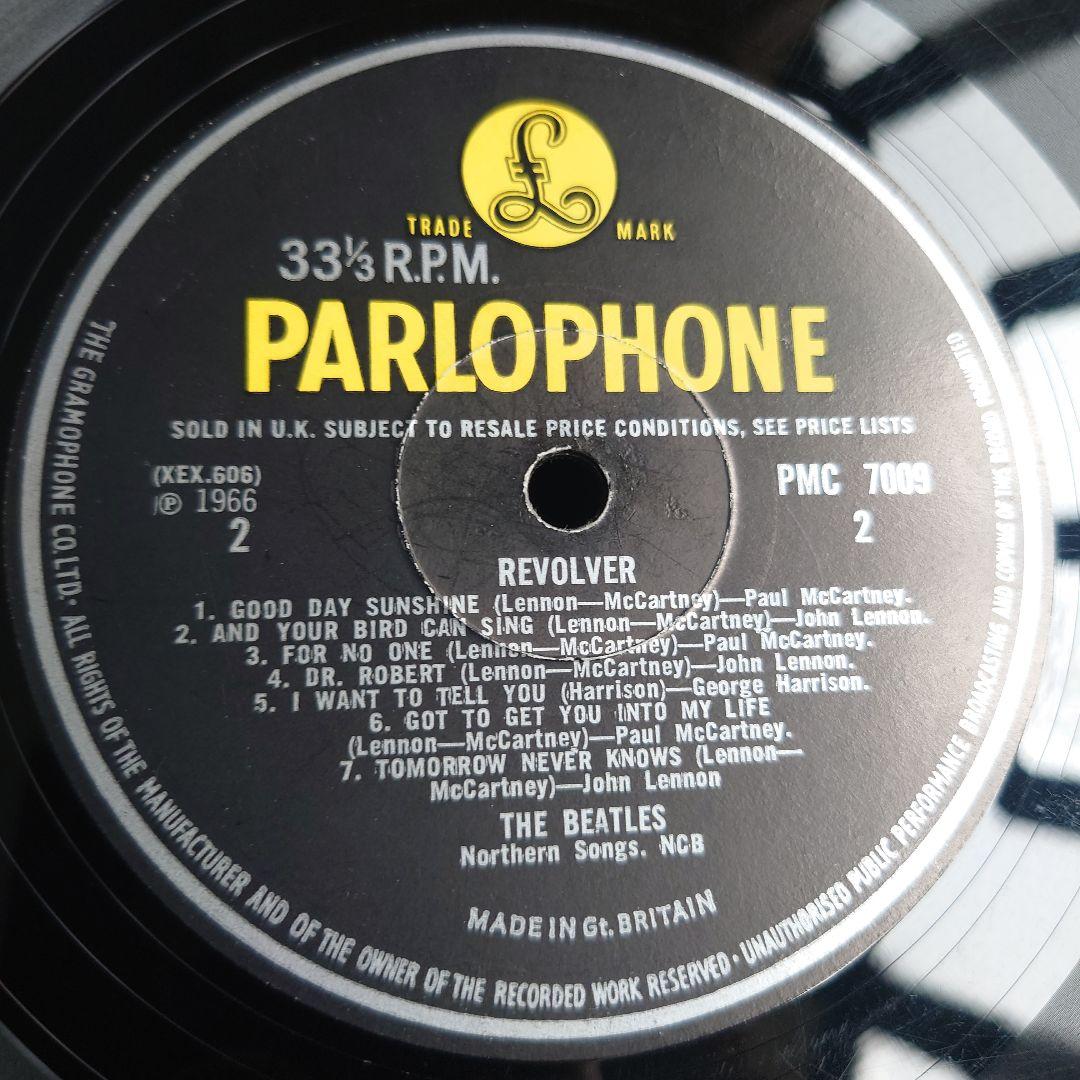 £
TRADE MARK
33⅓ R.P.M.
PARLOPHONE
SOLD IN U.K. SUBJECT TO RESALE PRICE CONDITIONS, SEE PRICE LISTS
(XEX.606)
℗ 1966
2
PMC 7009
2
REVOLVER
1. GOOD DAY SUNSHINE (Lennon—McCartney)—Paul McCartney.
2. AND YOUR BIRD CAN SING (Lennon—McCartney)—John Lennon.
3. FOR NO ONE (Lennon—McCartney)—Paul McCartney.
4. DR. ROBERT (Lennon—McCartney)—John Lennon.
5. I WANT TO TELL YOU (Harrison)—George Harrison.
6. GOT TO GET YOU INTO MY LIFE
(Lennon—McCartney)—Paul McCartney.
7. TOMORROW NEVER KNOWS (Lennon—
McCartney)—John Lennon
THE BEATLES
Northern Songs. NCB
MADE IN Gt. BRITAIN
THE GRAMOPHONE CO. LTD. ALL RIGHTS OF THE MANUFACTURER AND OF THE OWNER OF THE RECORDED WORK RESERVED · UNAUTHORISED PUBLIC PERFORMANCE BROADCASTING AND COPYING OF THIS RECORD PROHIBITED